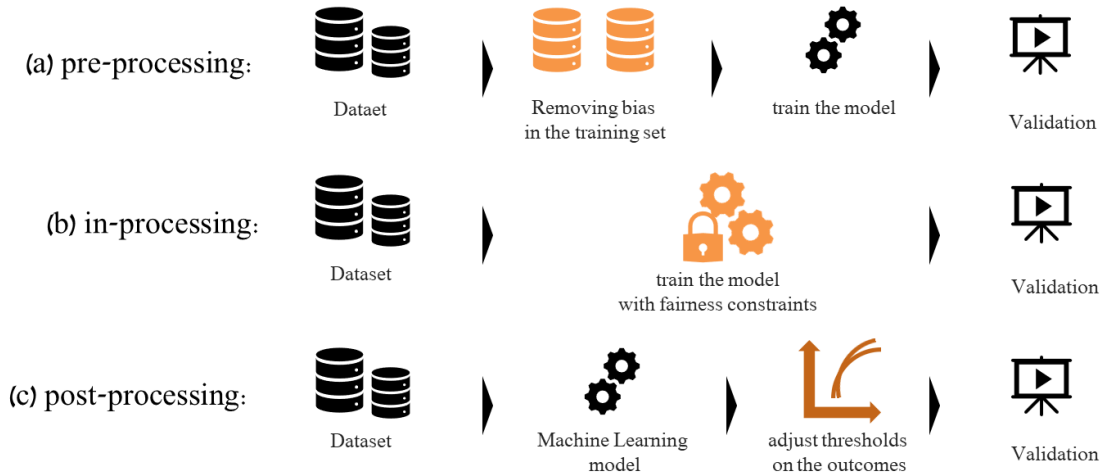 (a) pre-processing:
Dataet
Removing bias
in the training set
train the model
Validation
(b) in-processing:
Dataset
train the model
with fairness constraints
Validation
(c) post-processing:
Dataset
Machine Learning
model
adjust thresholds
on the outcomes
Validation